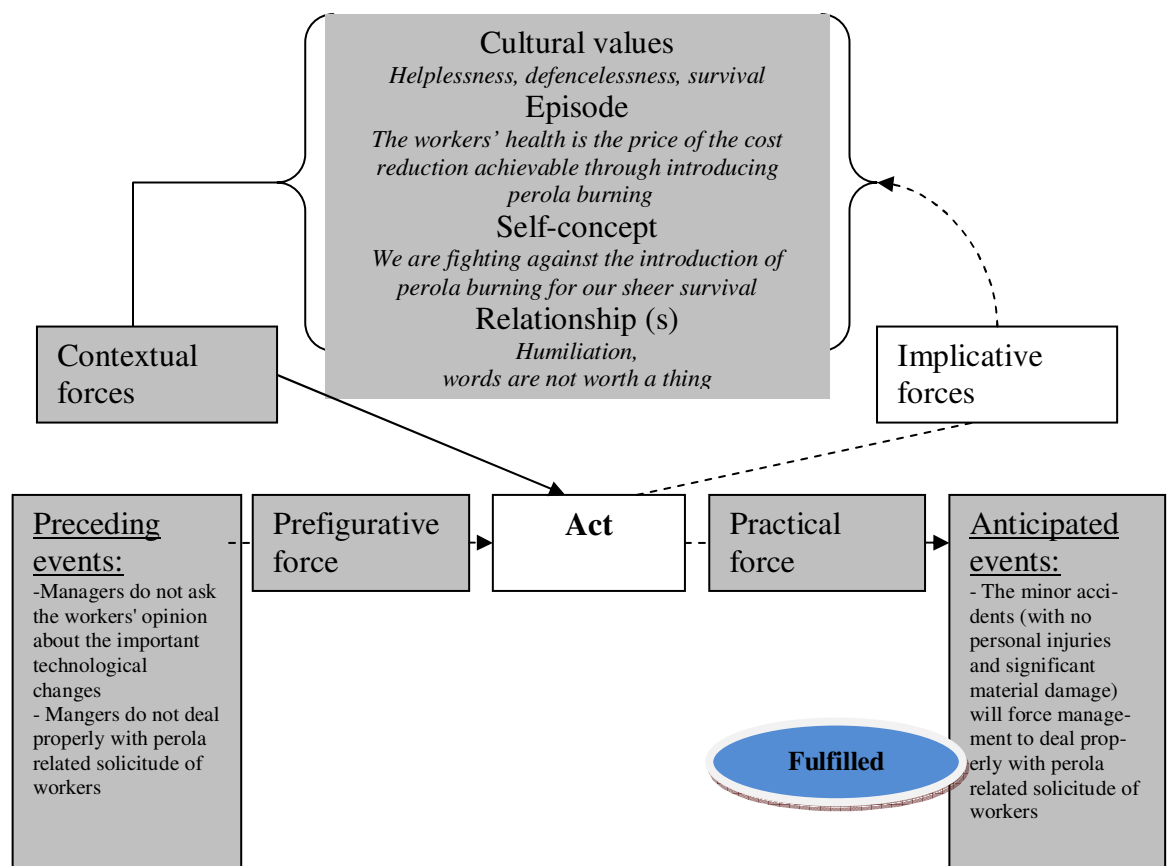 Cultural values
Helplessness, defencelessness, survival
Episode
The workers’ health is the price of the cost
reduction achievable through introducing
perola burning
Self-concept
We are fighting against the introduction of
perola burning for our sheer survival
Relationship (s)
Humiliation,
words are not worth a thing
Contextual
forces
Implicative
forces
Preceding
events:
-Managers do not ask
the workers' opinion
about the important
technological
changes
- Mangers do not deal
properly with perola
related solicitude of
workers
Prefigurative
force
Act
Practical
force
Anticipated
events:
- The minor acci-
dents (with no
personal injuries
and significant
material damage)
will force manage-
ment to deal prop-
erly with perola
related solicitude of
workers
Fulfilled